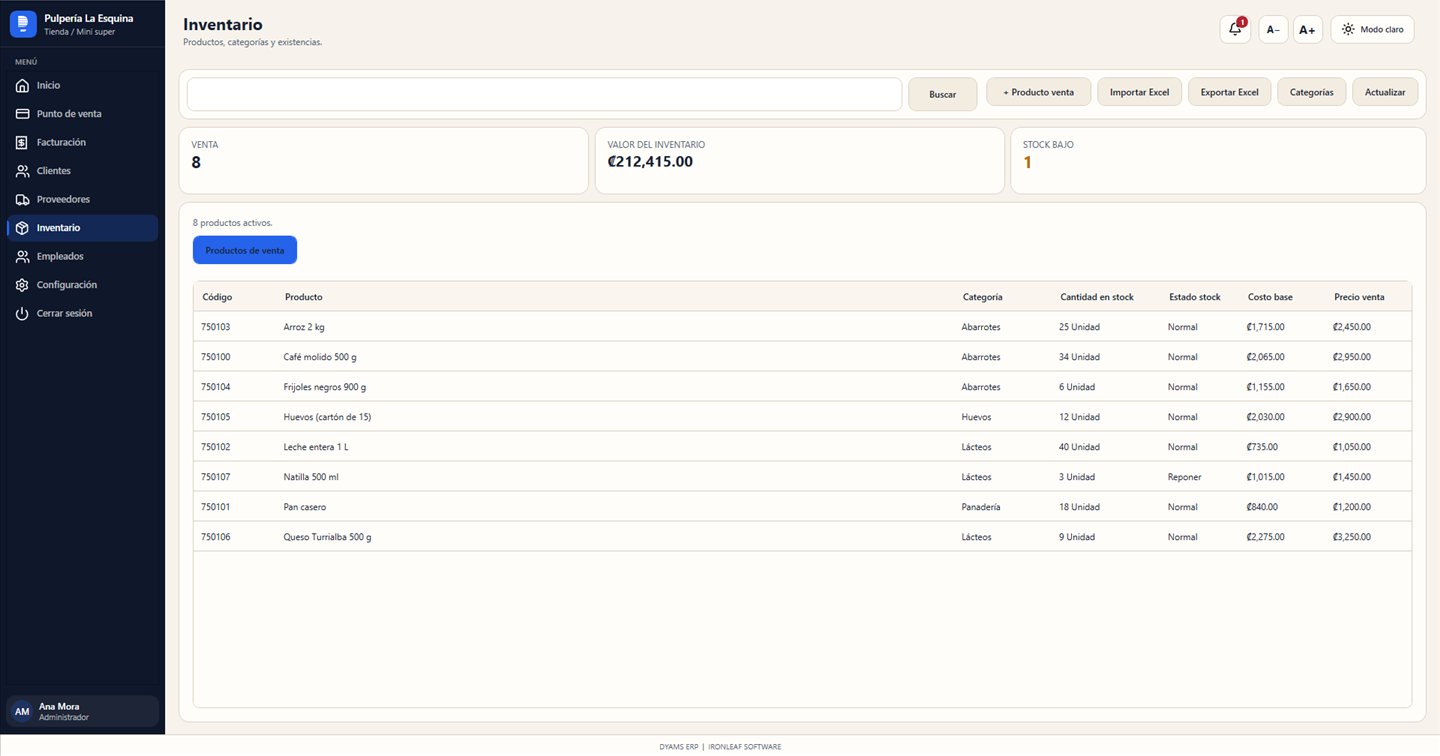 Pulpería La Esquina
Tienda / Mini super
MENÚ
Inicio
Punto de venta
Facturación
Clientes
Proveedores
Inventario
Empleados
Configuración
Cerrar sesión
AM
Ana Mora
Administrador
Inventario
Productos, categorías y existencias.
1
A−
A+
Modo claro
Buscar
+ Producto venta
Importar Excel
Exportar Excel
Categorías
Actualizar
VENTA
8
VALOR DEL INVENTARIO
₡212,415.00
STOCK BAJO
1
8 productos activos.
Productos de venta
Código Producto Categoría Cantidad en stock Estado stock Costo base Precio venta
750103 Arroz 2 kg Abarrotes 25 Unidad Normal ₡1,715.00 ₡2,450.00
750100 Café molido 500 g Abarrotes 34 Unidad Normal ₡2,065.00 ₡2,950.00
750104 Frijoles negros 900 g Abarrotes 6 Unidad Normal ₡1,155.00 ₡1,650.00
750105 Huevos (cartón de 15) Huevos 12 Unidad Normal ₡2,030.00 ₡2,900.00
750102 Leche entera 1 L Lácteos 40 Unidad Normal ₡735.00 ₡1,050.00
750107 Natilla 500 ml Lácteos 3 Unidad Reponer ₡1,015.00 ₡1,450.00
750101 Pan casero Panadería 18 Unidad Normal ₡840.00 ₡1,200.00
750106 Queso Turrialba 500 g Lácteos 9 Unidad Normal ₡2,275.00 ₡3,250.00
DYAMS ERP | IRONLEAF SOFTWARE